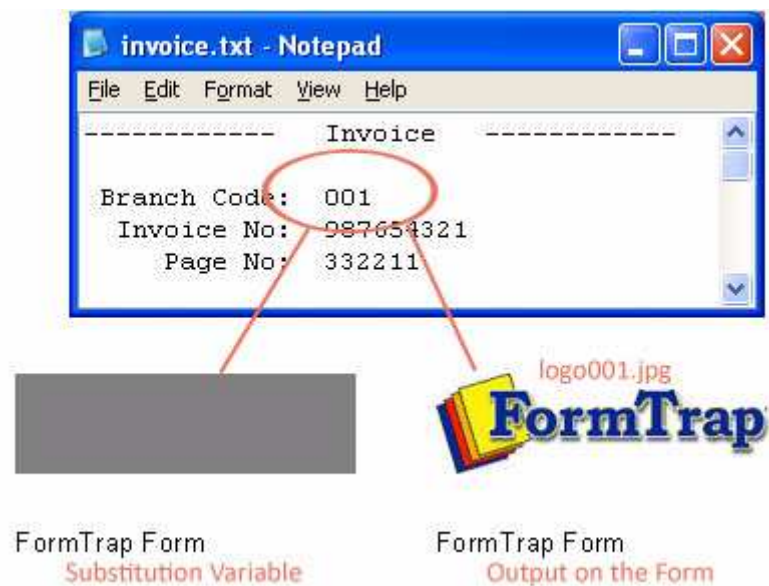 invoice.txt - Notepad
File Edit Format View Help
------------ Invoice ------------
Branch Code: 001
Invoice No: 987654321
Page No: 332211
logo001.jpg
FormTrap
FormTrap Form
Substitution Variable
FormTrap Form
Output on the Form